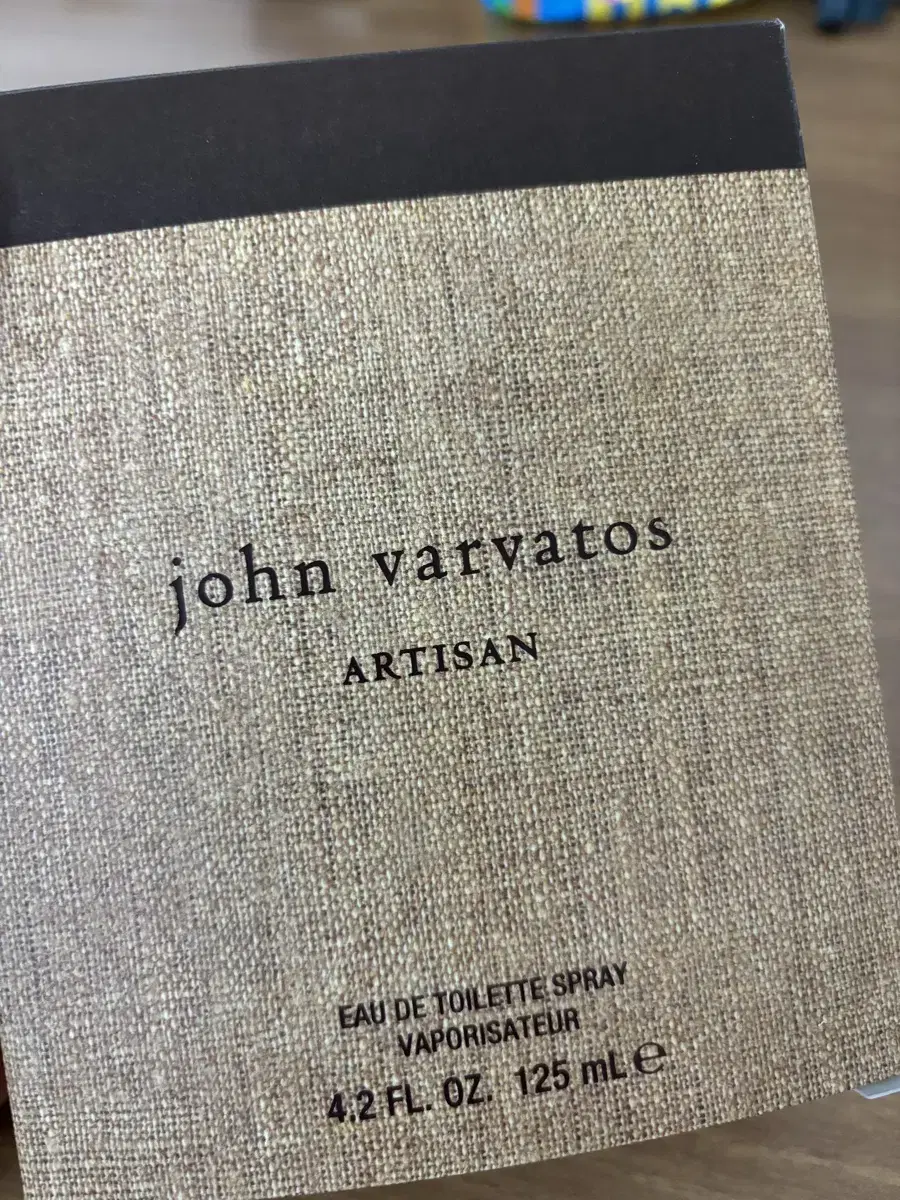 john varvatos
ARTISAN
EAU DE TOILETTE SPRAY
VAPORISATEUR
4.2 FL. OZ. 125 mL ℮